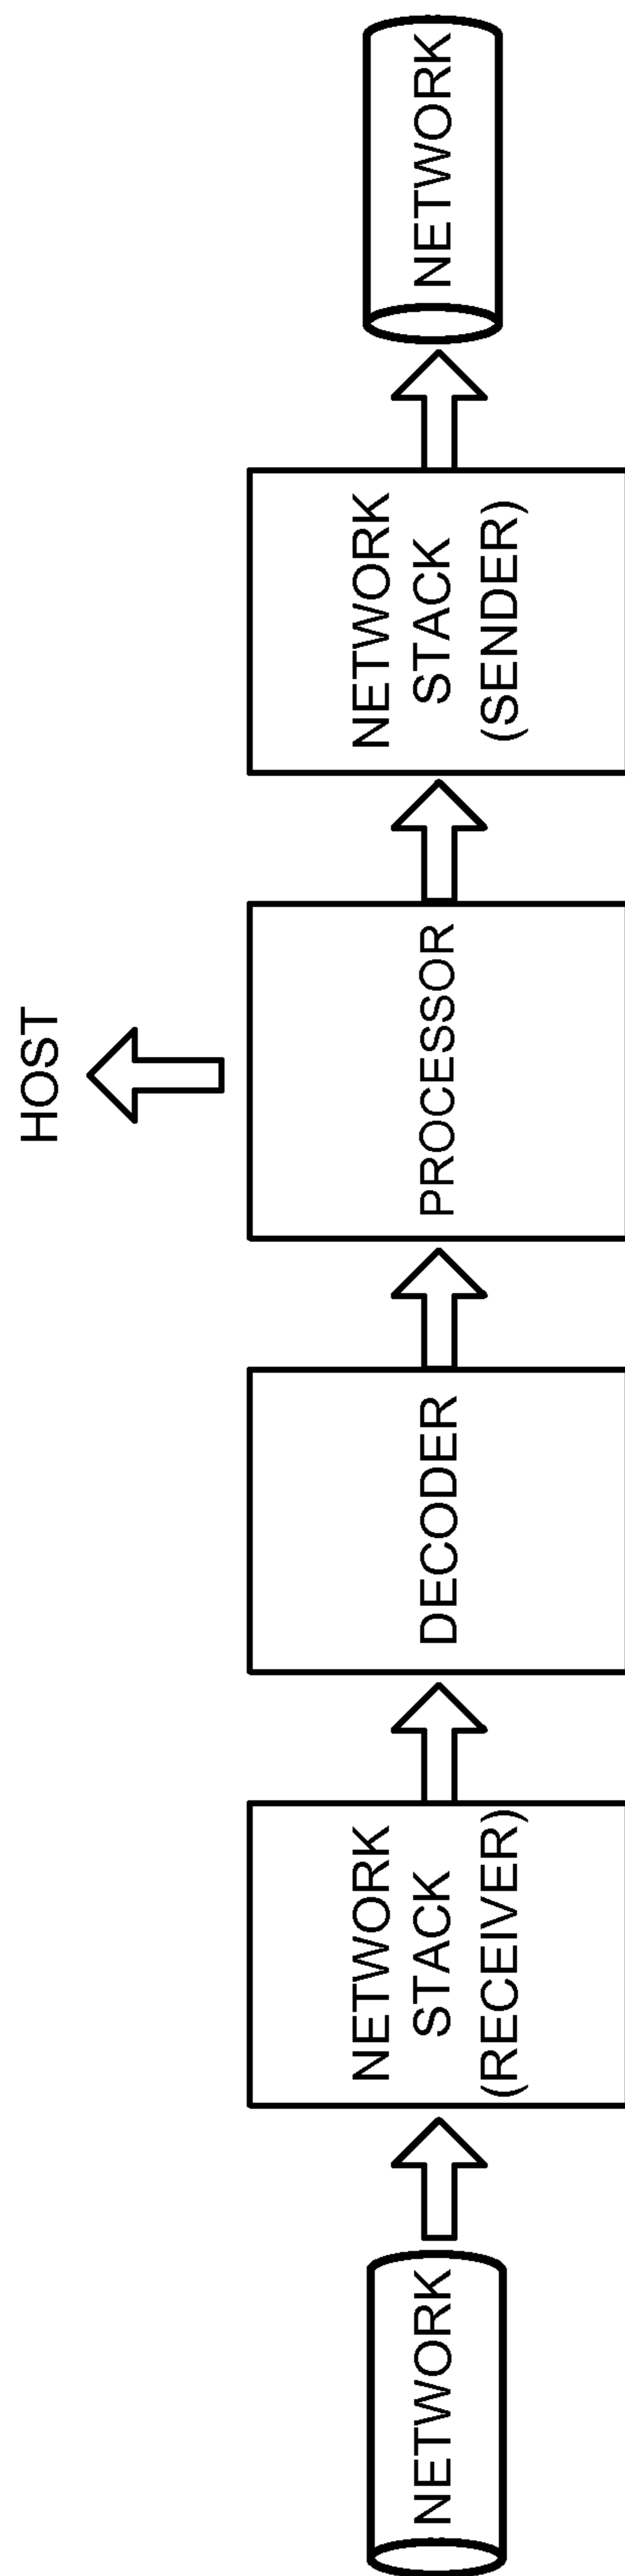 HOST
NETWORK
NETWORK
STACK
(RECEIVER)
DECODER
PROCESSOR
NETWORK
STACK
(SENDER)
NETWORK